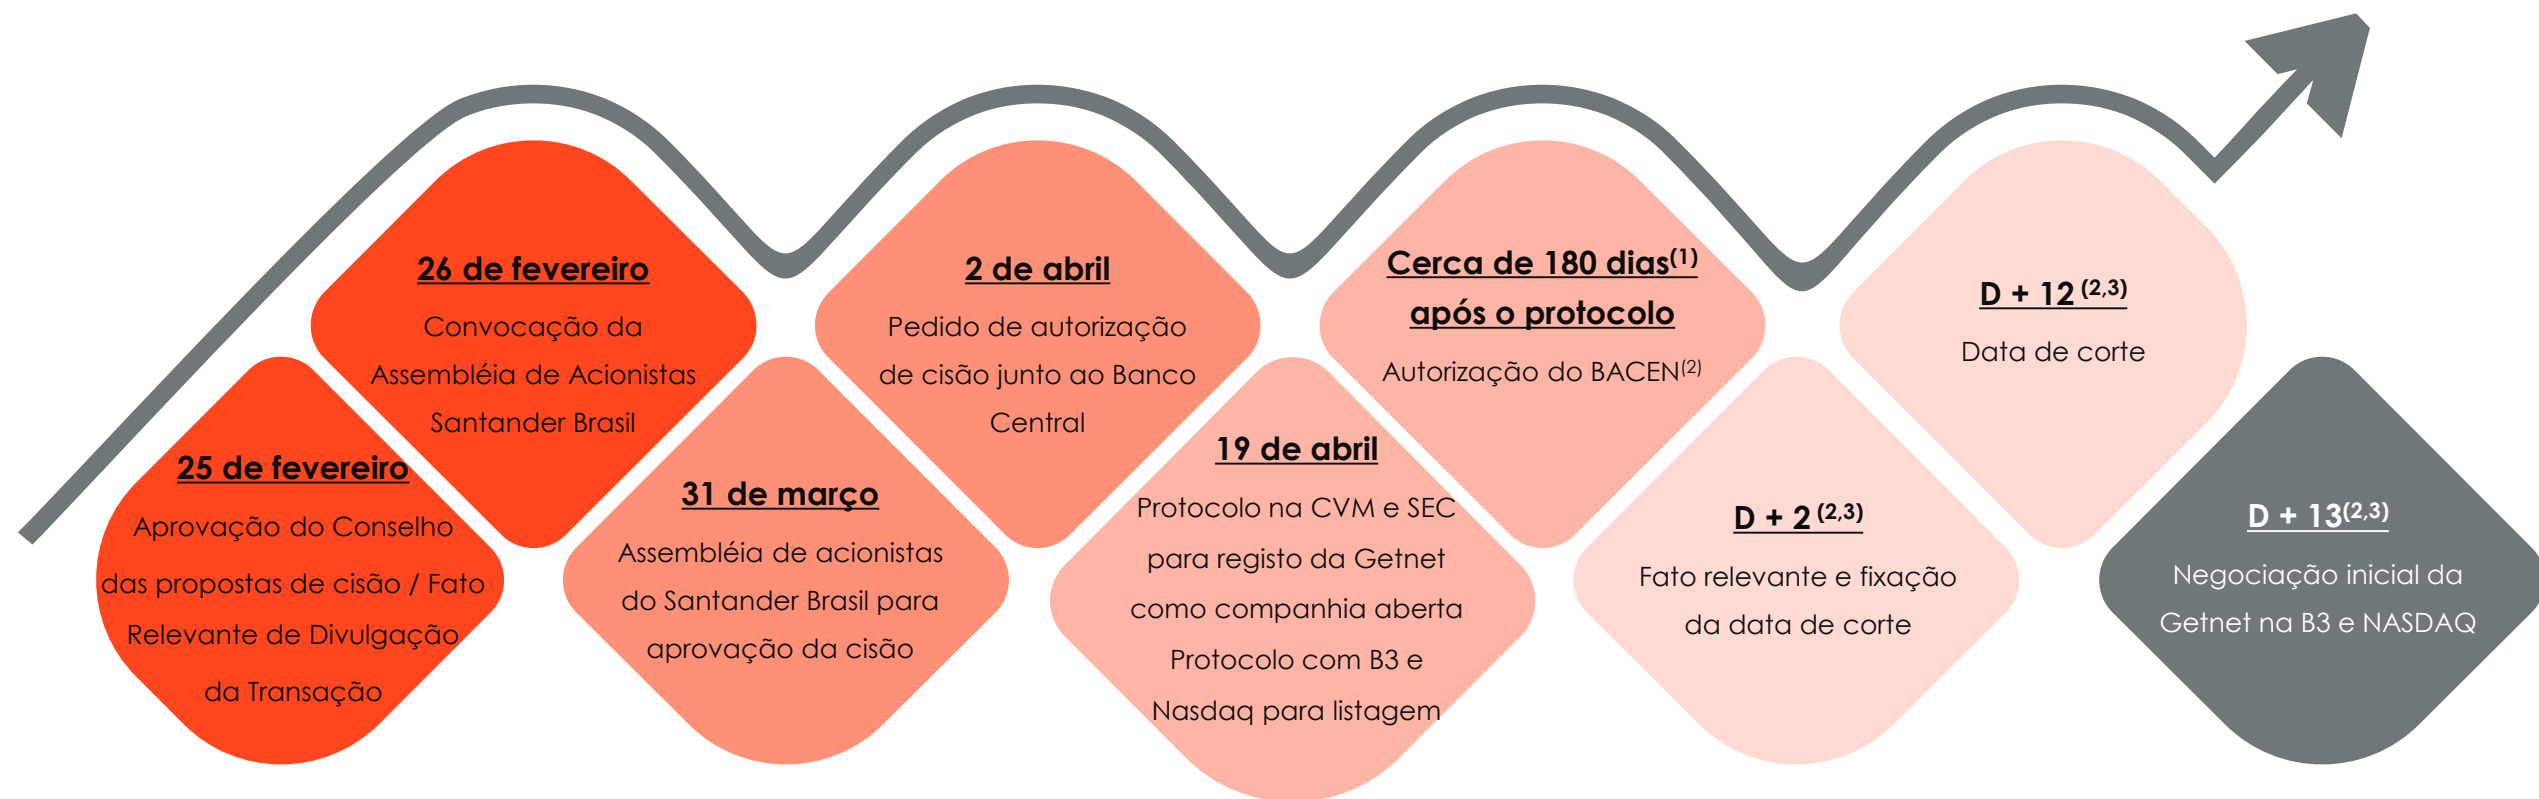 25 de fevereiro
Aprovação do Conselho
das propostas de cisão / Fato
Relevante de Divulgação
da Transação
26 de fevereiro
Convocação da
Assembléia de Acionistas
Santander Brasil
31 de março
Assembléia de acionistas
do Santander Brasil para
aprovação da cisão
2 de abril
Pedido de autorização
de cisão junto ao Banco
Central
19 de abril
Protocolo na CVM e SEC
para registo da Getnet
como companhia aberta
Protocolo com B3 e
Nasdaq para listagem
Cerca de 180 dias(1)
após o protocolo
Autorização do BACEN(2)
D + 2 (2,3)
Fato relevante e fixação
da data de corte
D + 12 (2,3)
Data de corte
D + 13(2,3)
Negociação inicial da
Getnet na B3 e NASDAQ